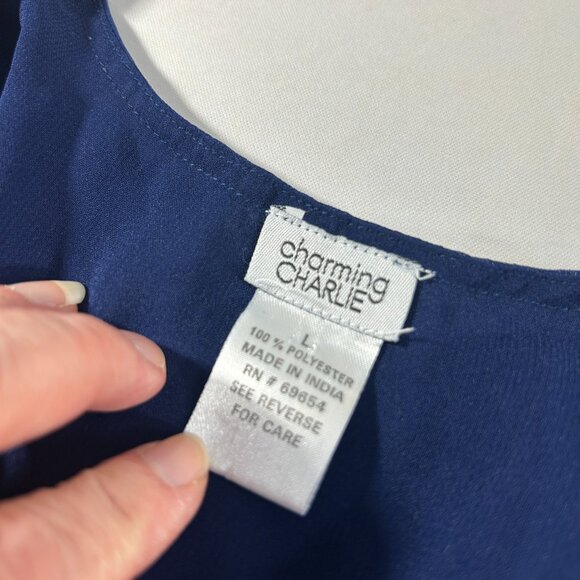 charming
CHARLIE
L
100 % POLYESTER
MADE IN INDIA
RN # 69654
SEE REVERSE
FOR CARE